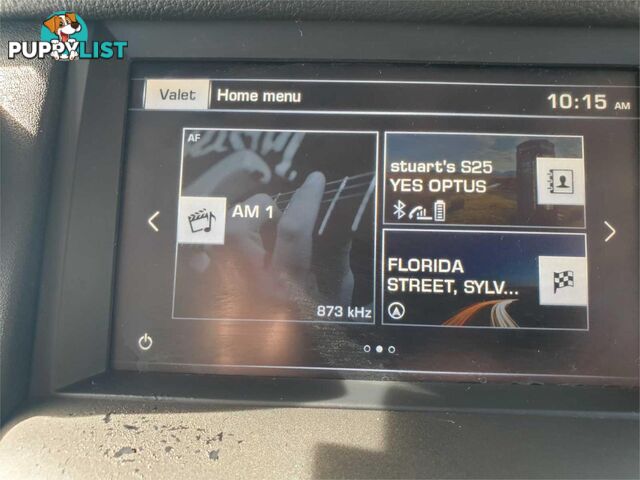 PUPPYLIST
Valet
Home menu
10:15 AM
AF
AM 1
873 kHz
stuart's S25
YES OPTUS
FLORIDA
STREET, SYLV...